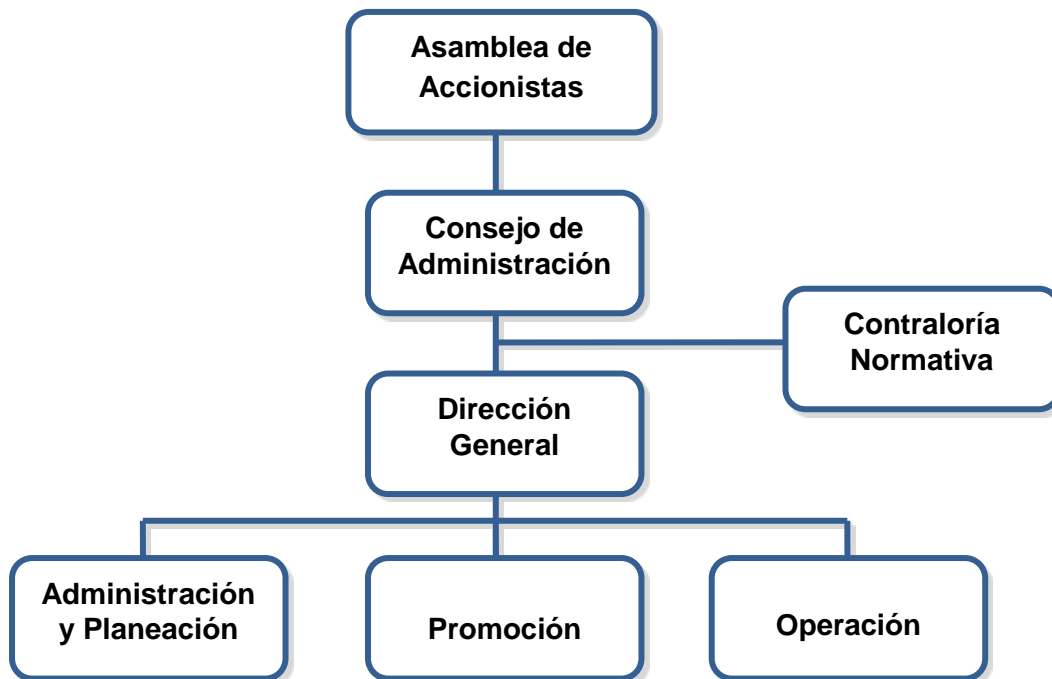 Asamblea de
Accionistas
Consejo de
Administración
Contraloría
Normativa
Dirección
General
Administración
y Planeación
Promoción
Operación